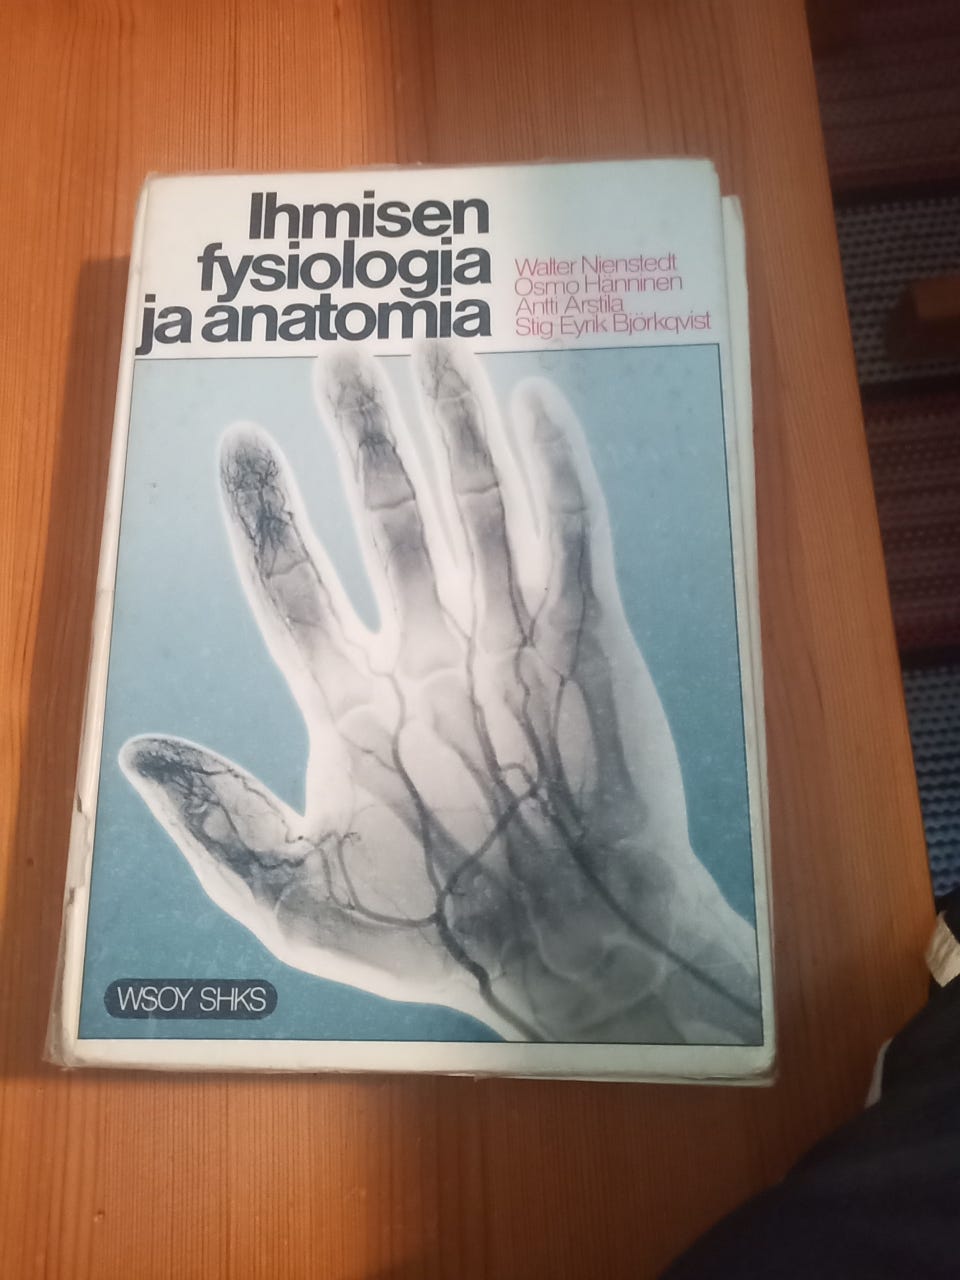 Ihmisen
fysiologia
ja anatomia
Walter Nienstedt
Osmo Hänninen
Antti Arstila
Stig-Eyrik Björkqvist
WSOY SHKS